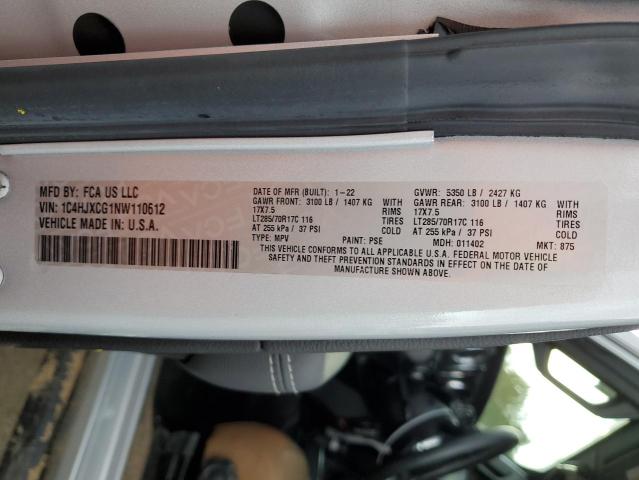 MFD BY: FCA US LLC
VIN: 1C4HJXCG1NW110612
VEHICLE MADE IN: U.S.A.
DATE OF MFR (BUILT): 1-22 GVWR: 5350 LB / 2427 KG
GAWR FRONT: 3100 LB / 1407 KG GAWR REAR: 3100 LB / 1407 KG
17X7.5 17X7.5
LT285/70R17C 116 TIRES LT285/70R17C 116 TIRES
AT 255 kPa / 37 PSI COLD AT 255 kPa / 37 PSI COLD
TYPE: MPV PAINT: PSE MDH: 011402 MKT: 875
THIS VEHICLE CONFORMS TO ALL APPLICABLE U.S.A. FEDERAL MOTOR VEHICLE
SAFETY AND THEFT PREVENTION STANDARDS IN EFFECT ON THE DATE OF
MANUFACTURE SHOWN ABOVE.